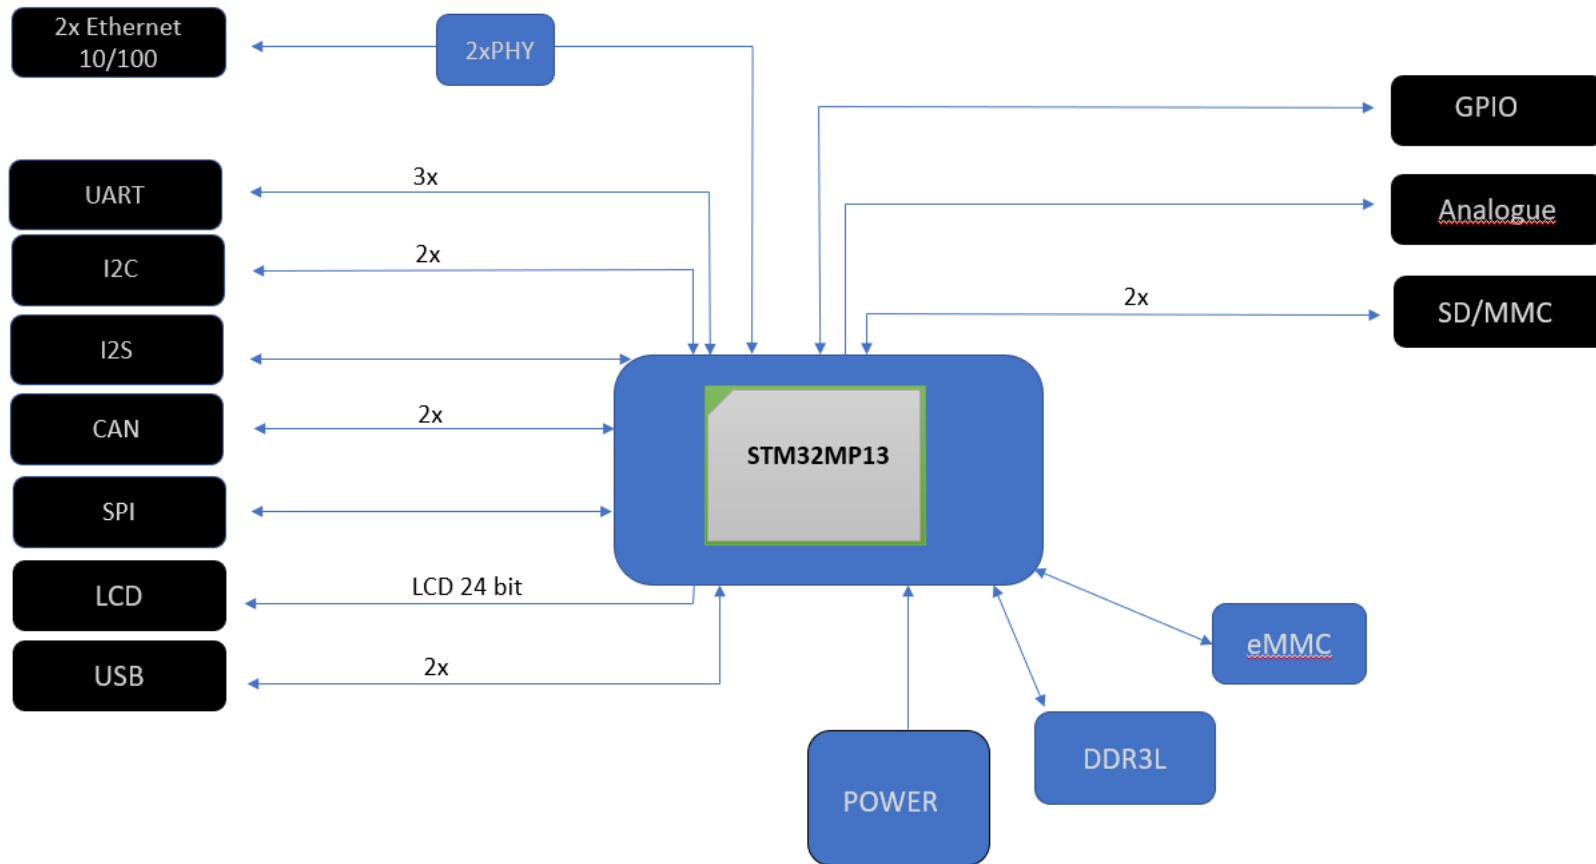 2x Ethernet
10/100
2xPHY
GPIO
UART
3x
Analogue
I2C
2x
SD/MMC
2x
I2S
CAN
2x
STM32MP13
SPI
LCD
LCD 24 bit
USB
2x
eMMC
DDR3L
POWER